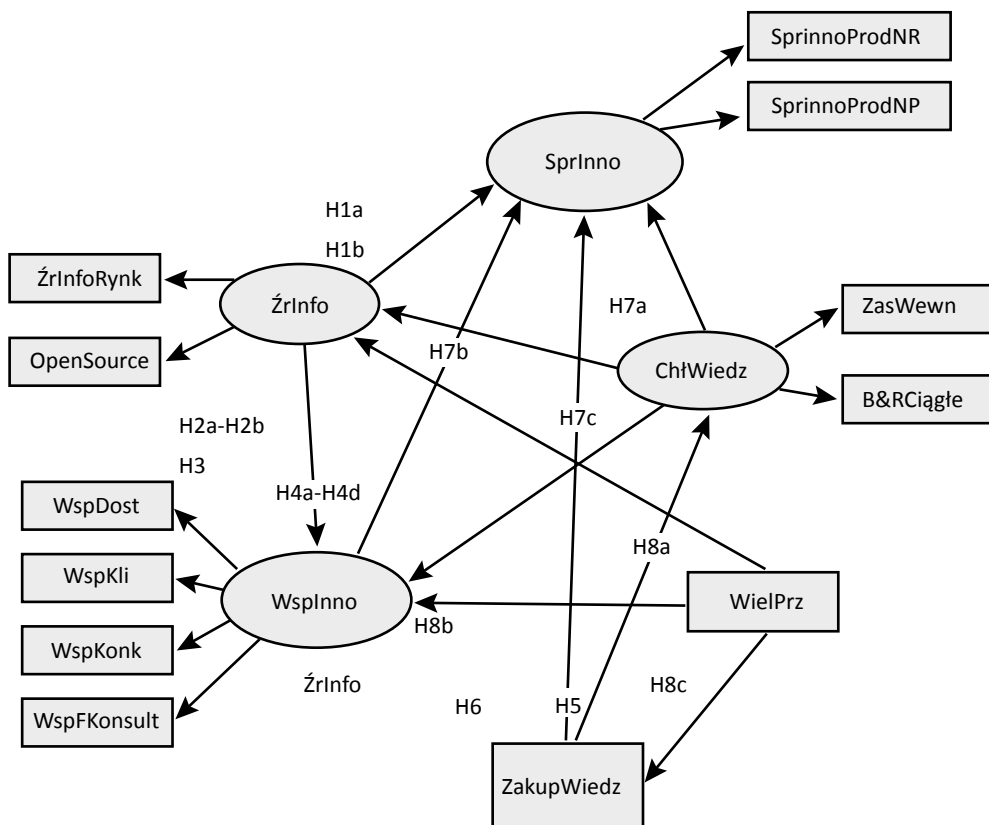 SprinnoProdNR
SprinnoProdNP
SprInno
H1a
H1b
ŹrInfoRynk
ŹrInfo
H7a
ZasWewn
OpenSource
H7b
ChłWiedz
B&RCiągłe
H7c
H2a-H2b
H3
WspDost
H4a-H4d
H8a
WspKli
WspInno
WielPrz
H8b
WspKonk
ŹrInfo
H8c
H6
H5
WspFKonsult
ZakupWiedz